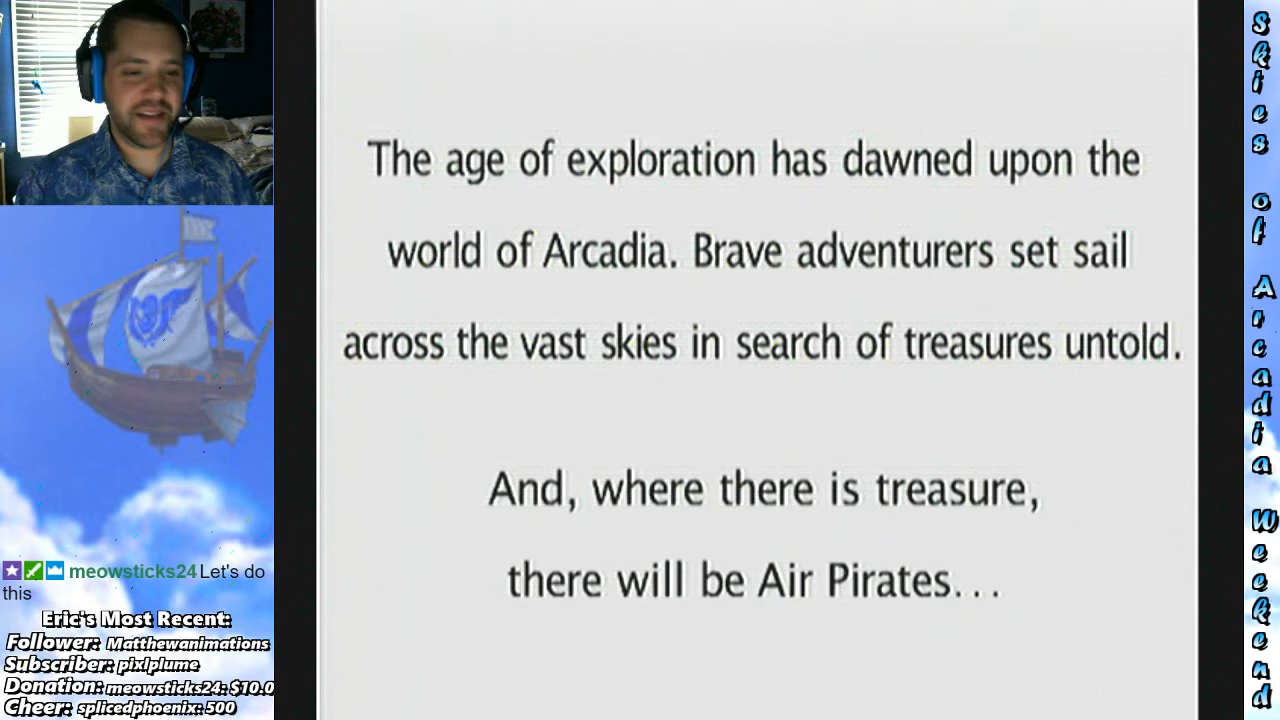 The age of exploration has dawned upon the
world of Arcadia. Brave adventurers set sail
across the vast skies in search of treasures untold.
And, where there is treasure,
there will be Air Pirates...
meowsticks24 Let's do
this
Eric's Most Recent:
Follower: Matthewanimations
Subscriber: pixlplume
Donation: meowsticks24: $10.0
Cheer: splicedphoenix: 500
Skies of Arcadia Weekend